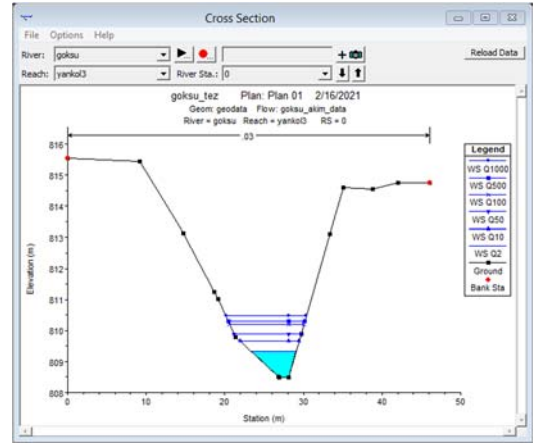 Cross Section
File Options Help
River: goksu
Reload Data
Reach: yankol3 River Sta.: 0
goksu_tez Plan: Plan 01 2/16/2021
Geom: geodata Flow: goksu_akim_data
River = goksu Reach = yankol3 RS = 0
.03
816
815
814
813
812
811
810
809
808
Elevation (m)
0 10 20 30 40 50
Station (m)
Legend
WS Q1000
WS Q500
WS Q100
WS Q50
WS Q10
WS Q2
Ground
Bank Sta